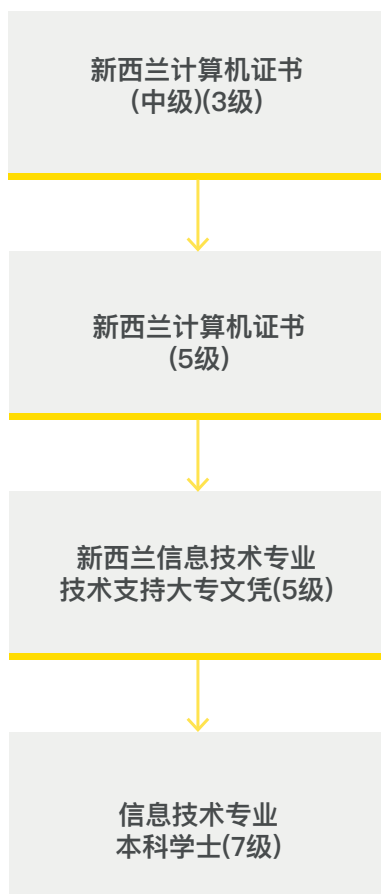 新西兰计算机证书
(中级)(3级)
新西兰计算机证书
(5级)
新西兰信息技术专业
技术支持大专文凭(5级)
信息技术专业
本科学士(7级)